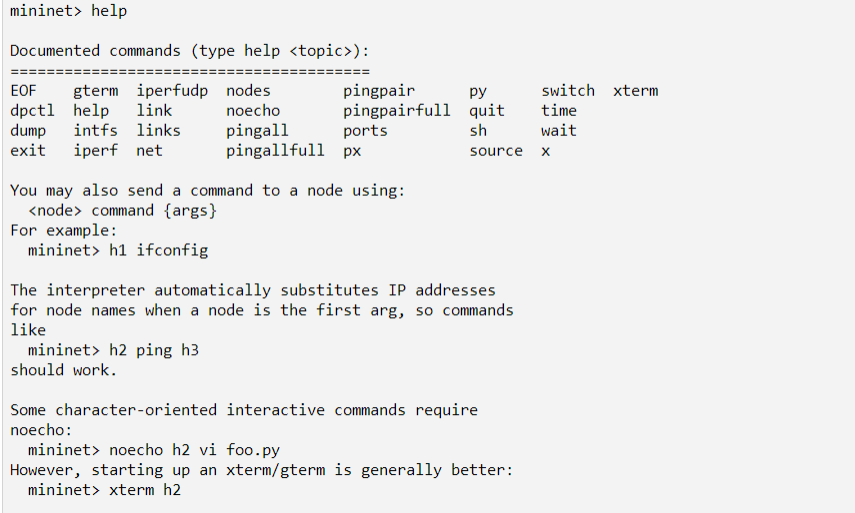 mininet> help
Documented commands (type help <topic>):
========================================
EOF    gterm  iperfudp  nodes        pingpair      py      switch  xterm
dpctl  help   link      noecho       pingpairfull  quit    time
dump   intfs  links     pingall      ports         sh      wait
exit   iperf  net       pingallfull  px            source  x
You may also send a command to a node using:
  <node> command {args}
For example:
  mininet> h1 ifconfig
The interpreter automatically substitutes IP addresses
for node names when a node is the first arg, so commands
like
  mininet> h2 ping h3
should work.
Some character-oriented interactive commands require
noecho:
  mininet> noecho h2 vi foo.py
However, starting up an xterm/gterm is generally better:
  mininet> xterm h2